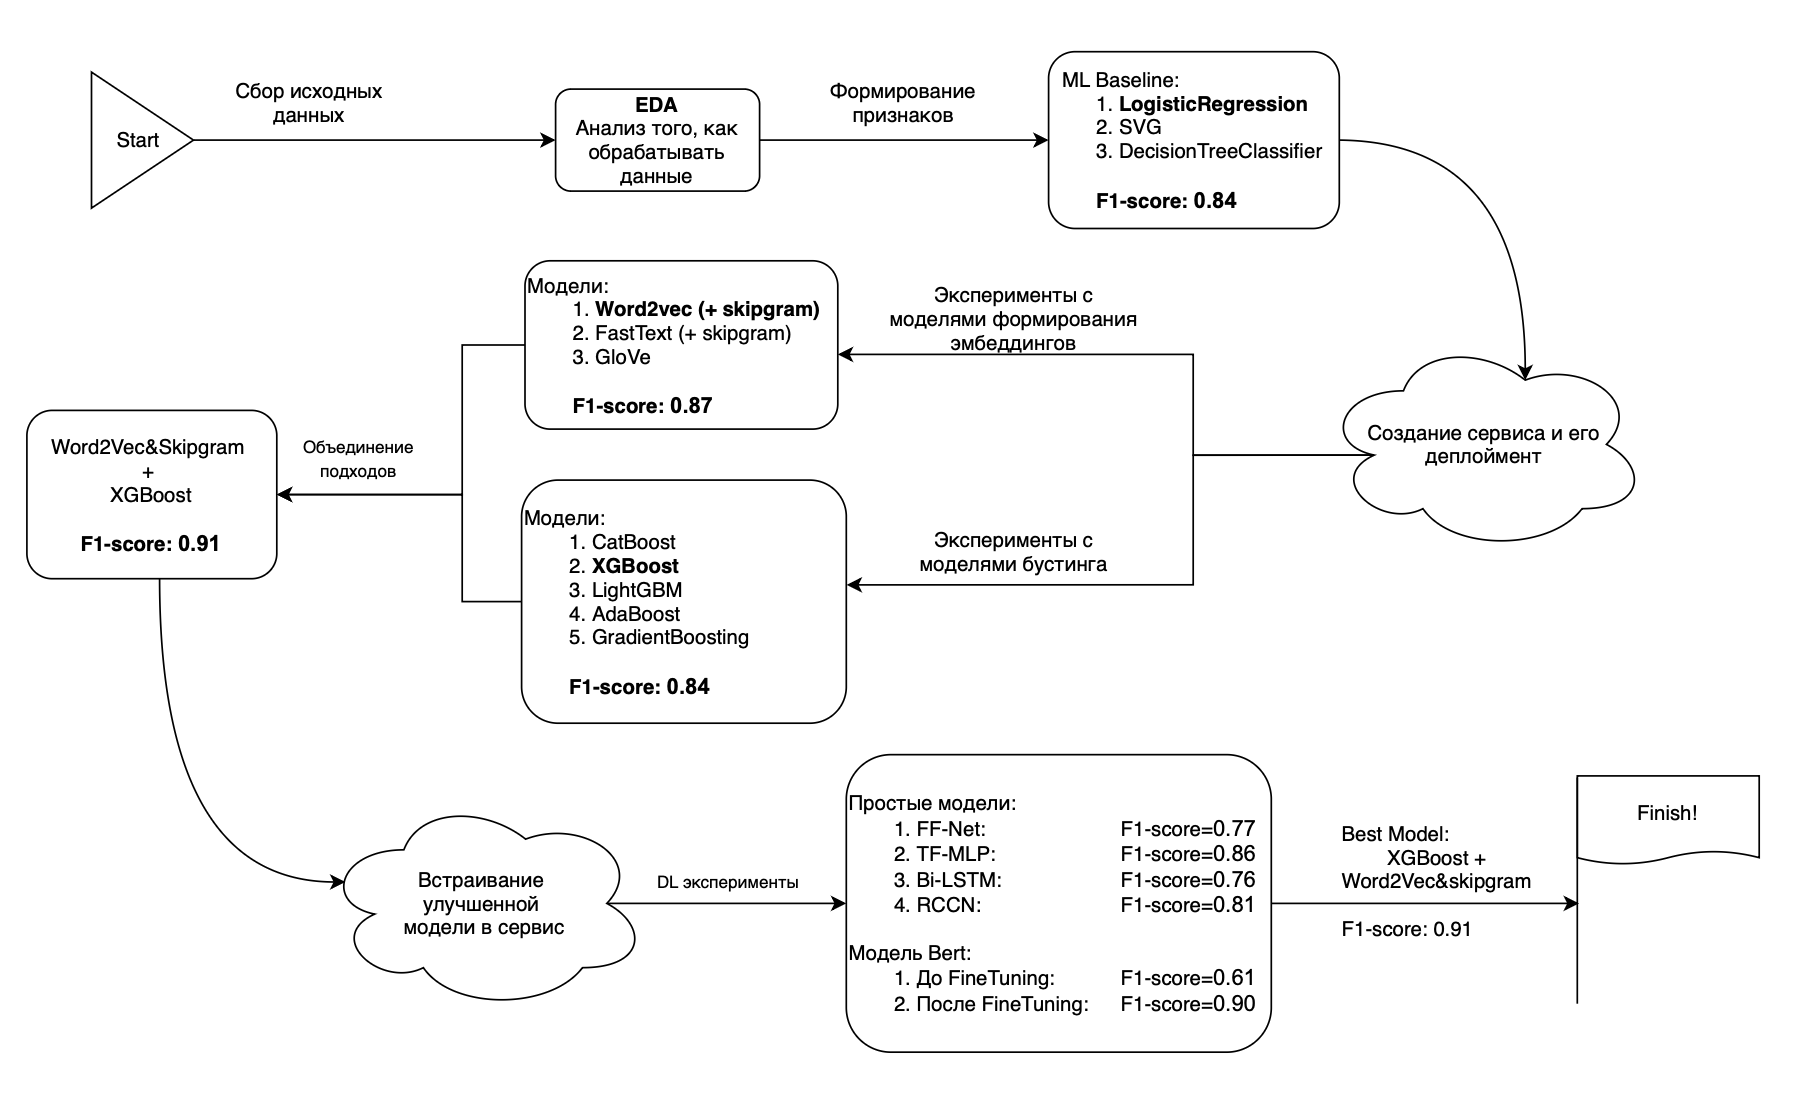 Start
Сбор исходных
данных
EDA
Анализ того, как
обрабатывать
данные
Формирование
признаков
ML Baseline:
1. LogisticRegression
2. SVG
3. DecisionTreeClassifier
F1-score: 0.84
Создание сервиса и его
деплоймент
Эксперименты с
моделями формирования
эмбеддингов
Модели:
1. Word2vec (+ skipgram)
2. FastText (+ skipgram)
3. GloVe
F1-score: 0.87
Эксперименты с
моделями бустинга
Модели:
1. CatBoost
2. XGBoost
3. LightGBM
4. AdaBoost
5. GradientBoosting
F1-score: 0.84
Объединение
подходов
Word2Vec&Skipgram
+
XGBoost
F1-score: 0.91
Встраивание
улучшенной
модели в сервис
DL эксперименты
Простые модели:
1. FF-Net: F1-score=0.77
2. TF-MLP: F1-score=0.86
3. Bi-LSTM: F1-score=0.76
4. RCCN: F1-score=0.81
Модель Bert:
1. До FineTuning: F1-score=0.61
2. После FineTuning: F1-score=0.90
Best Model:
XGBoost +
Word2Vec&skipgram
F1-score: 0.91
Finish!